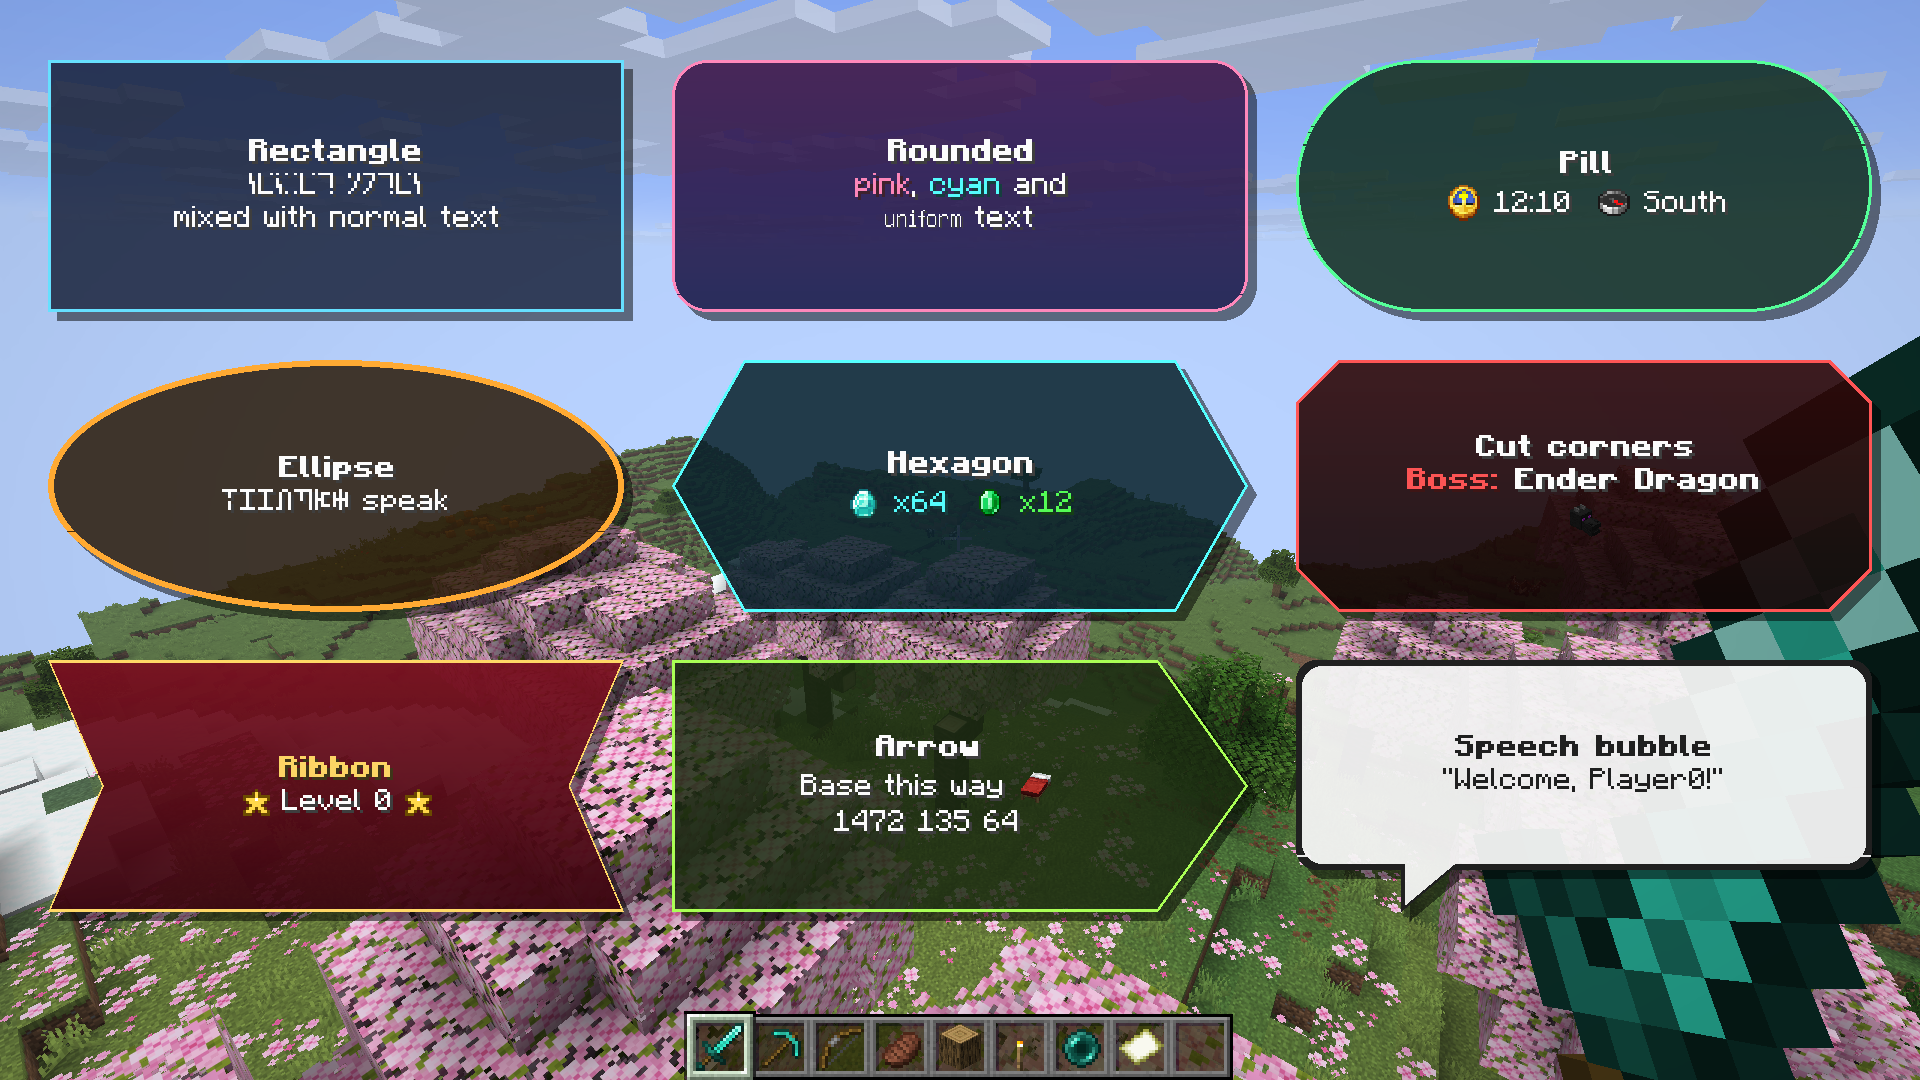 Rectangle
mixed with normal text
Rounded
pink, cyan and
uniform text
Pill
12:10 South
Ellipse
speak
Hexagon
x64 x12
Cut corners
Boss: Ender Dragon
Ribbon
Level 0
Arrow
Base this way
1472 135 64
Speech bubble
"Welcome, Player0!"